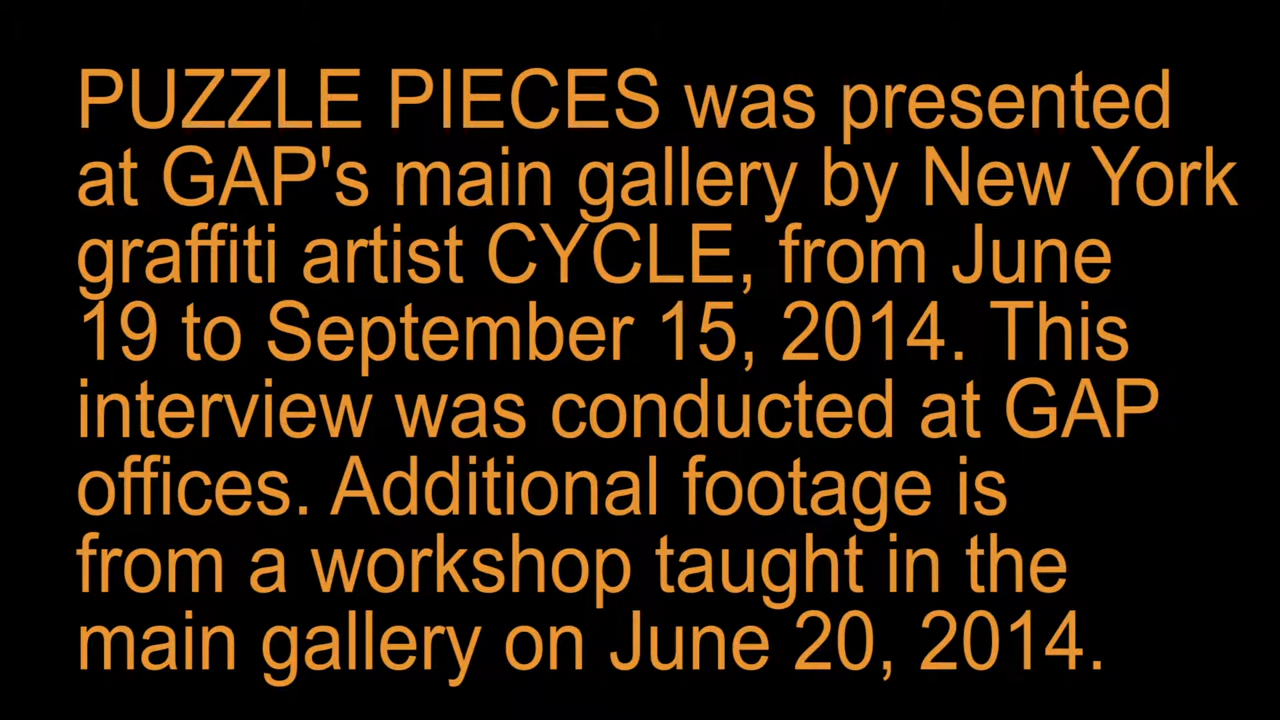 PUZZLE PIECES was presented
at GAP's main gallery by New York
graffiti artist CYCLE, from June
19 to September 15, 2014. This
interview was conducted at GAP
offices. Additional footage is
from a workshop taught in the
main gallery on June 20, 2014.